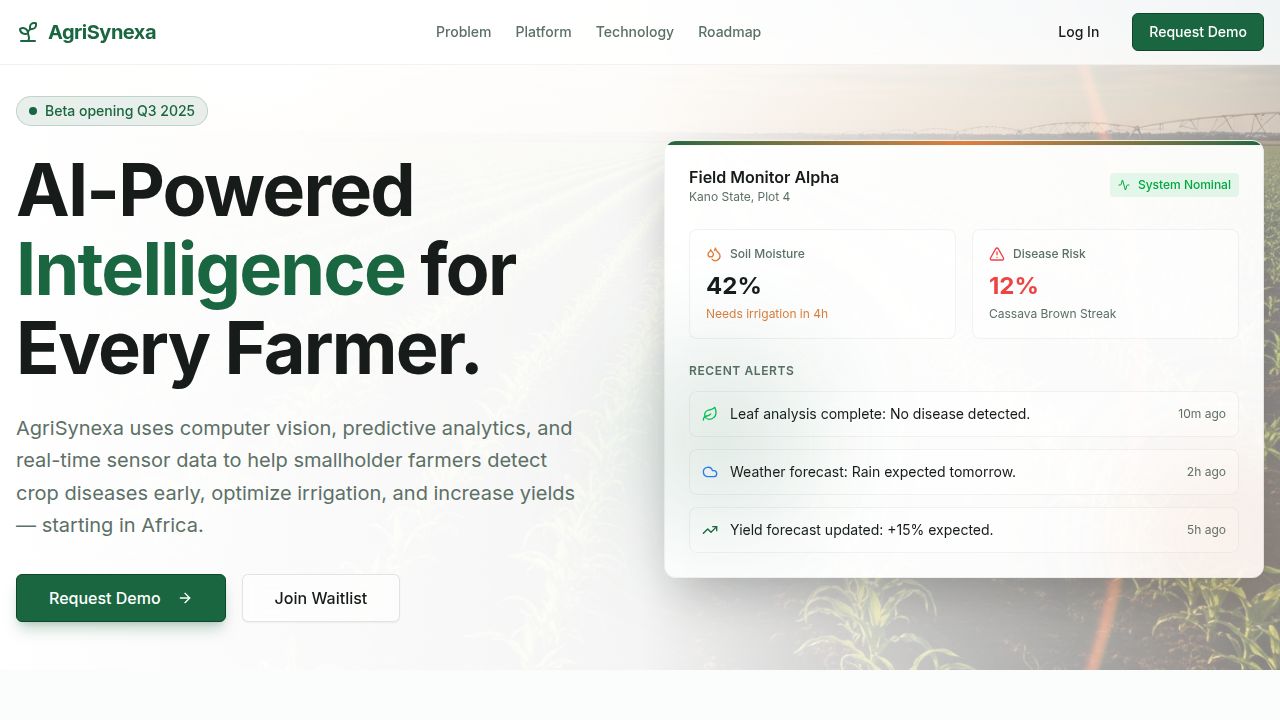 AgriSynexa
Problem
Platform
Technology
Roadmap
Log In
Request Demo
Beta opening Q3 2025
AI-Powered
Intelligence for
Every Farmer.
AgriSynexa uses computer vision, predictive analytics, and
real-time sensor data to help smallholder farmers detect
crop diseases early, optimize irrigation, and increase yields
— starting in Africa.
Request Demo
Join Waitlist
Field Monitor Alpha
Kano State, Plot 4
System Nominal
Soil Moisture
42%
Needs irrigation in 4h
Disease Risk
12%
Cassava Brown Streak
RECENT ALERTS
Leaf analysis complete: No disease detected.
10m ago
Weather forecast: Rain expected tomorrow.
2h ago
Yield forecast updated: +15% expected.
5h ago